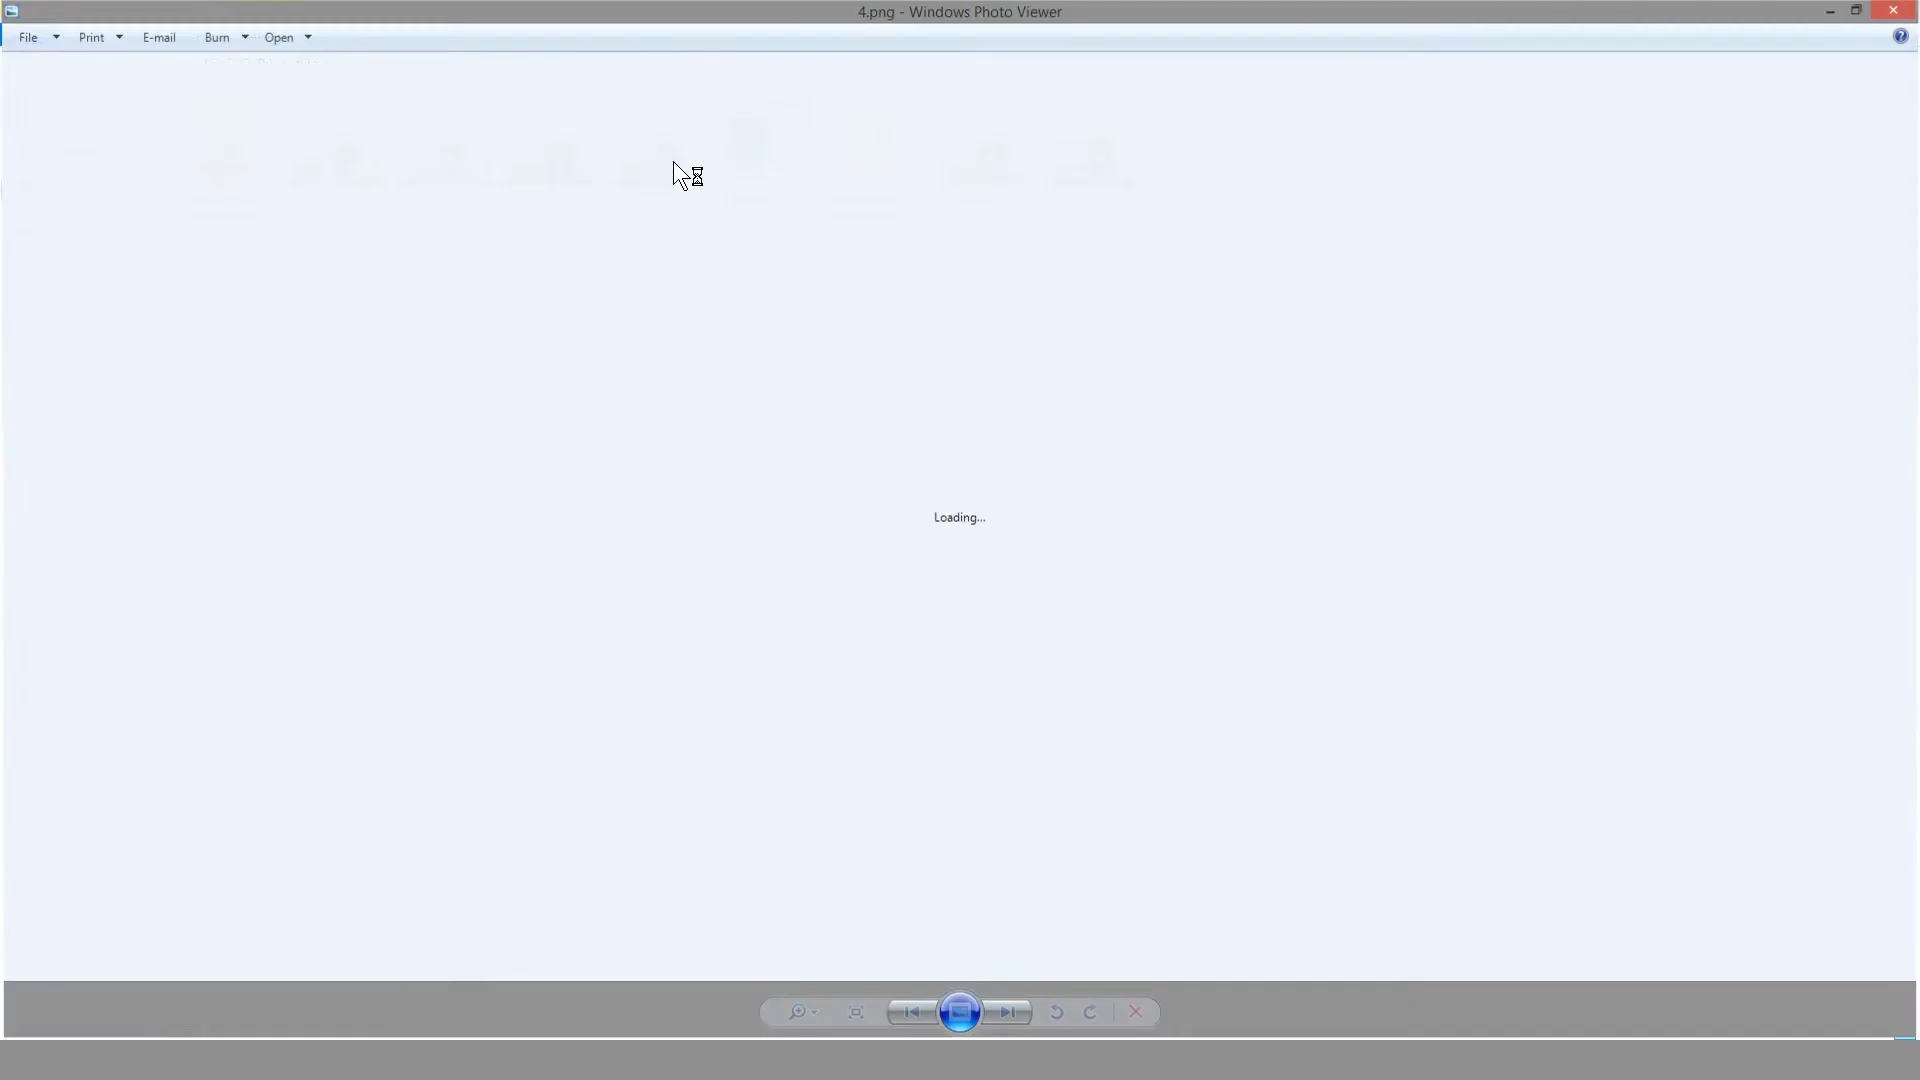 4.png - Windows Photo Viewer
File Print E-mail Burn Open
Loading...